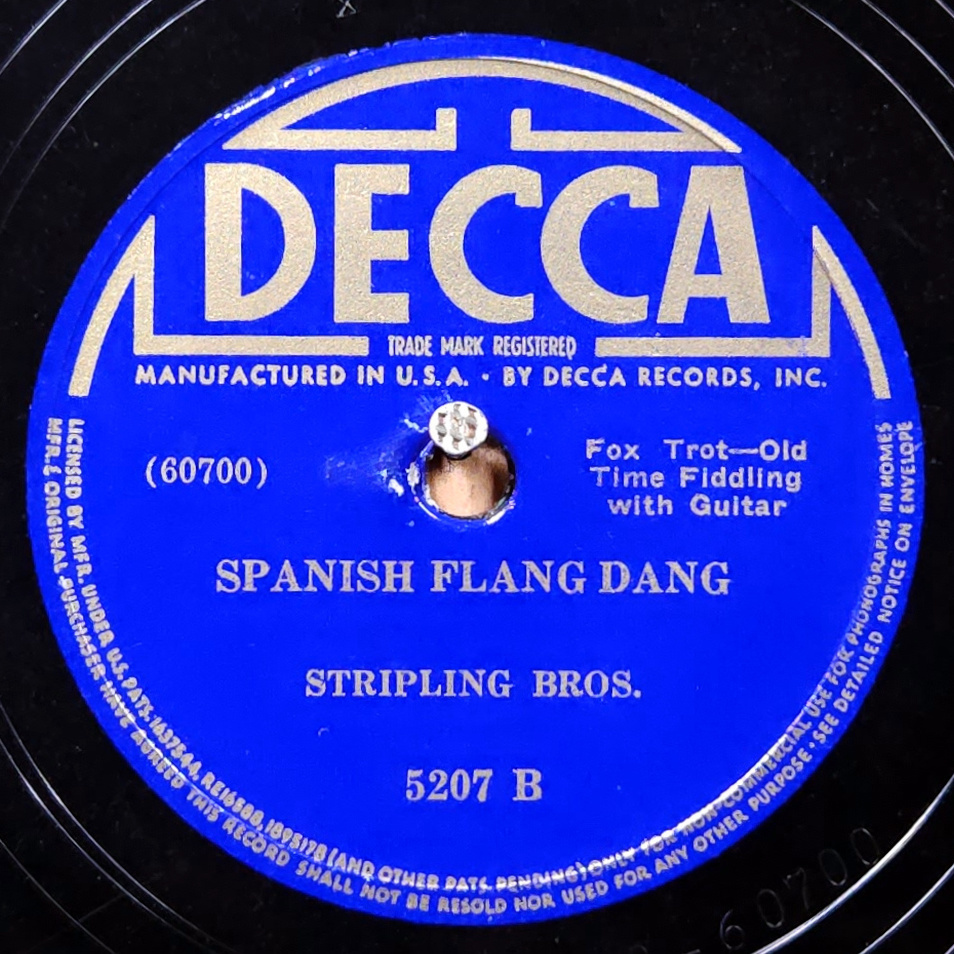 DECCA
TRADE MARK REGISTERED
MANUFACTURED IN U.S.A. · BY DECCA RECORDS, INC.
(60700)
Fox Trot—Old
Time Fiddling
with Guitar
SPANISH FLANG DANG
STRIPLING BROS.
5207 B
LICENSED BY MFR. UNDER U.S. PATS. 1637544, RE16588, 1895178 (AND OTHER PATS. PENDING) ONLY FOR NON-COMMERCIAL USE FOR PHONOGRAPHS IN HOMES
MFR. & ORIGINAL PURCHASER HAVE AGREED THIS RECORD SHALL NOT BE RESOLD NOR USED FOR ANY OTHER PURPOSE · SEE DETAILED NOTICE ON ENVELOPE
-60700